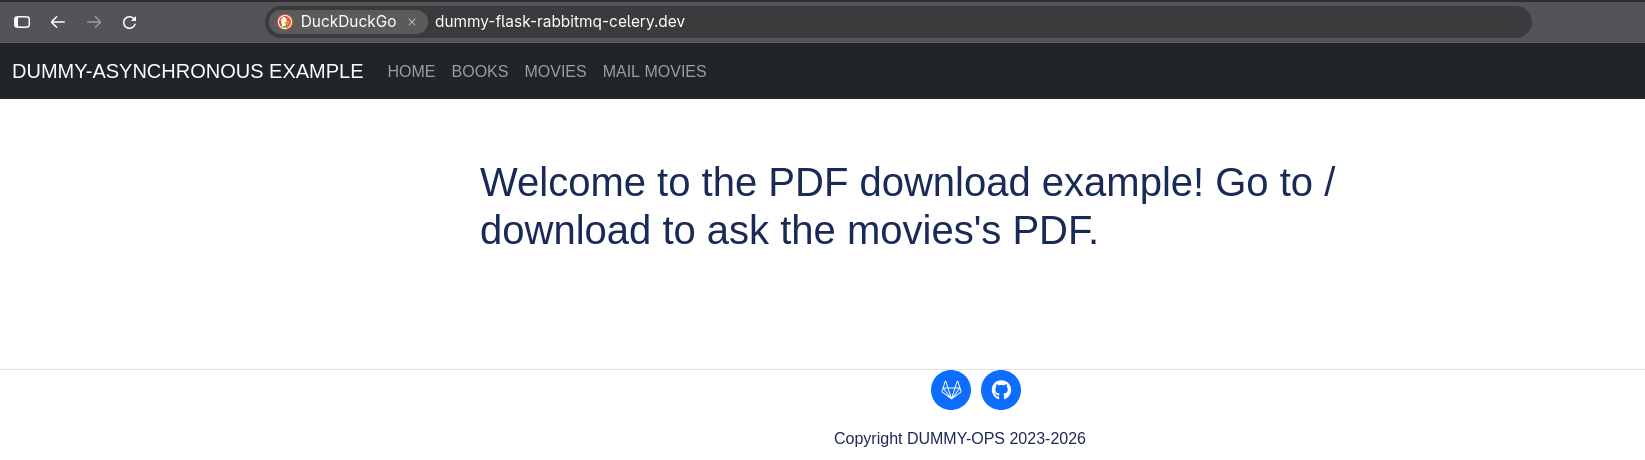 DuckDuckGo × dummy-flask-rabbitmq-celery.dev
DUMMY-ASYNCHRONOUS EXAMPLE HOME BOOKS MOVIES MAIL MOVIES
Welcome to the PDF download example! Go to /
download to ask the movies's PDF.
Copyright DUMMY-OPS 2023-2026